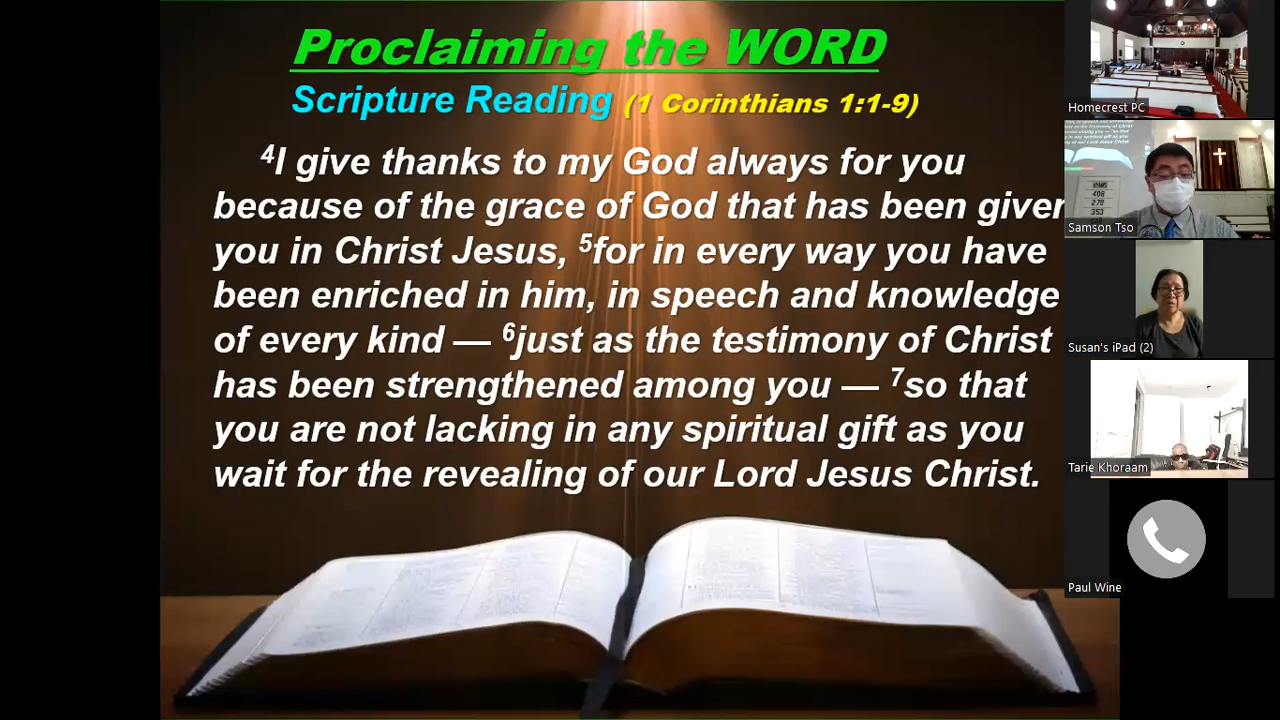 Proclaiming the WORD
Scripture Reading (1 Corinthians 1:1-9)
4I give thanks to my God always for you
because of the grace of God that has been given
you in Christ Jesus, 5for in every way you have
been enriched in him, in speech and knowledge
of every kind — 6just as the testimony of Christ
has been strengthened among you — 7so that
you are not lacking in any spiritual gift as you
wait for the revealing of our Lord Jesus Christ.
Homecrest PC
HYMNS
408
278
353
Samson Tso
Susan's iPad (2)
Tarie Khoraam
Paul Wine